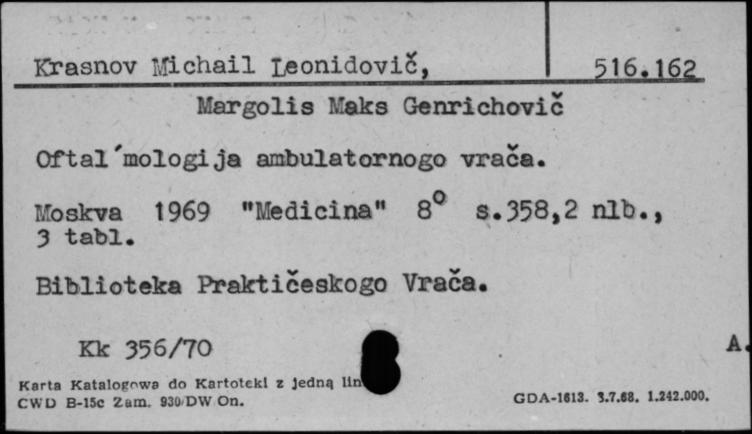 Krasnov Michail Leonidovič, 516.162
Margolis Maks Genrichovič
Oftal´mologija ambulatornogo vrača.
Moskva 1969 "Medicina" 8° s.358,2 nlb.,
3 tabl.
Biblioteka Praktičeskogo Vrača.
Kk 356/70 A.
Karta Katalogowa do Kartoteki z jedną lin
CWD B-15c Zam. 930/DW On. GDA-1613. 3.7.68. 1.242.000.